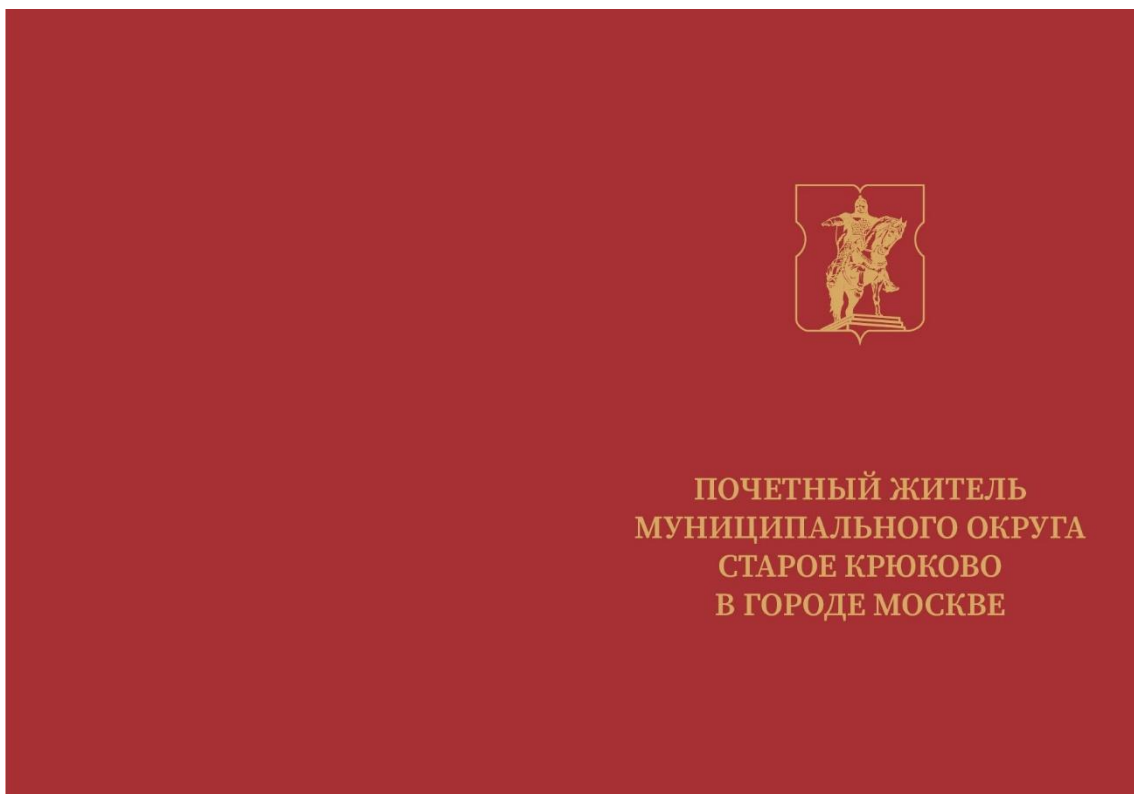 ПОЧЕТНЫЙ ЖИТЕЛЬ
МУНИЦИПАЛЬНОГО ОКРУГА
СТАРОЕ КРЮКОВО
В ГОРОДЕ МОСКВЕ